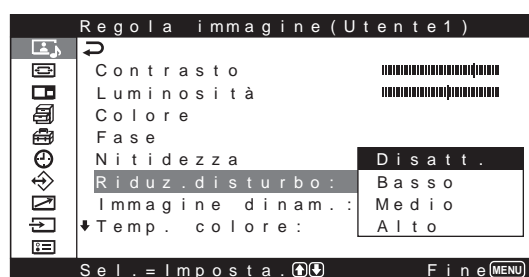 Regola immagine(Utente1)
Contrasto
Luminosità
Colore
Fase
Nitidezza
Riduz.disturbo:
Immagine dinam.:
Temp. colore:
Disatt.
Basso
Medio
Alto
Sel.=Imposta. Fine MENU